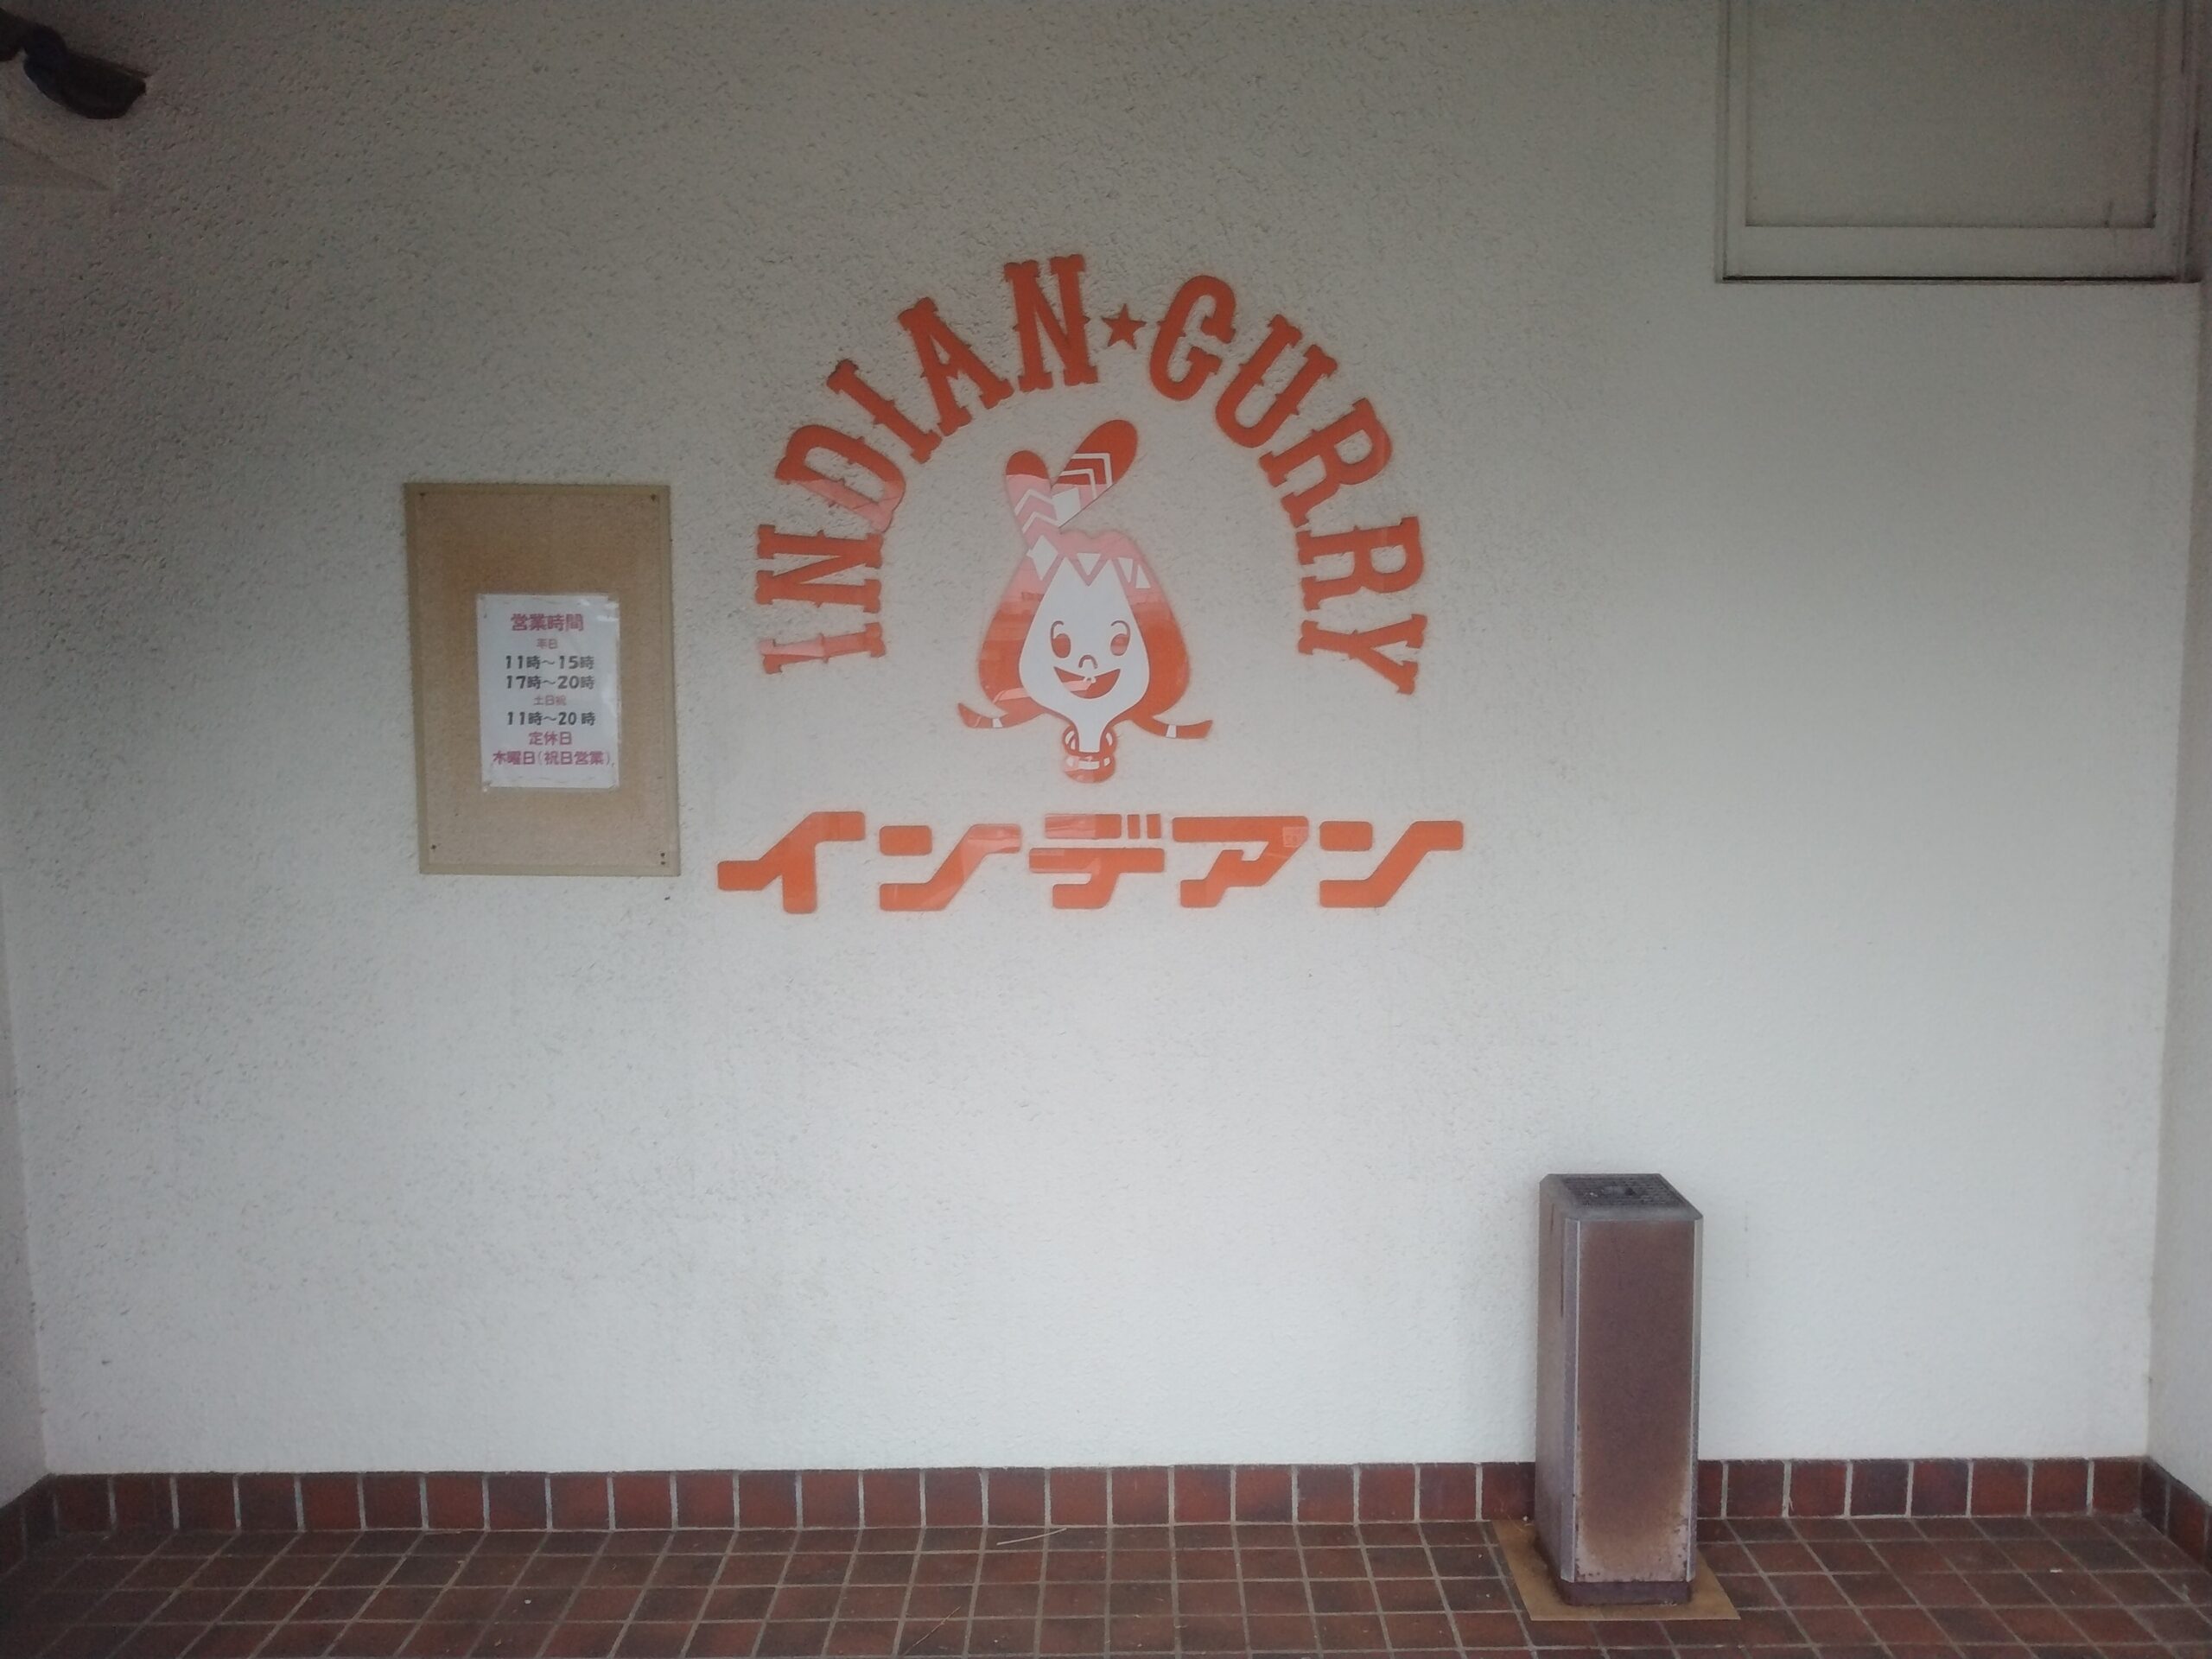 INDIAN★CURRY
インデアン
営業時間
平日
11時～15時
17時～20時
土日祝
11時～20時
定休日
木曜日(祝日営業)